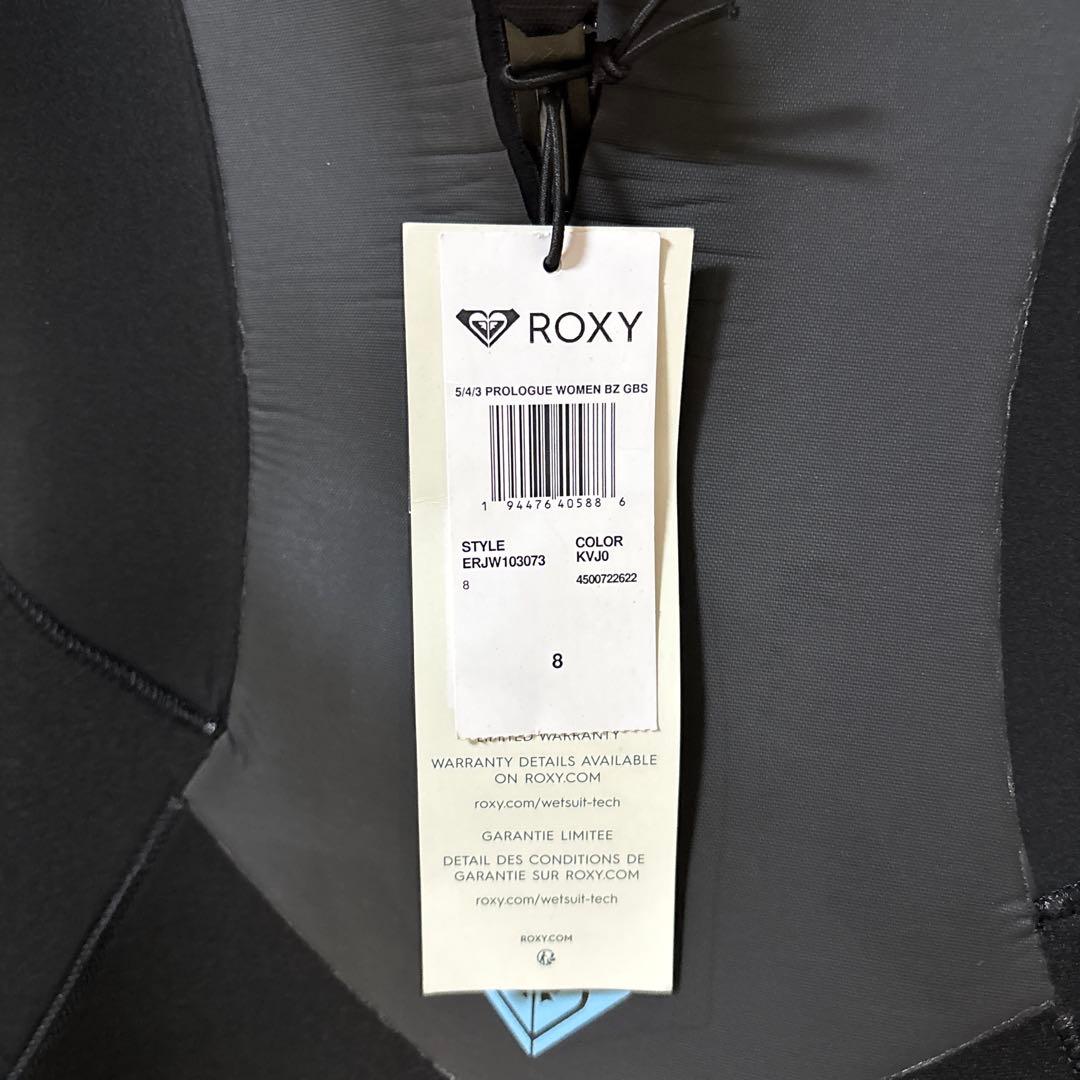 ROXY
5/4/3 PROLOGUE WOMEN BZ GBS
1 94476 40588 6
STYLE
ERJW103073
COLOR
KVJ0
8
4500722622
8
LIMITED WARRANTY
WARRANTY DETAILS AVAILABLE
ON ROXY.COM
roxy.com/wetsuit-tech
GARANTIE LIMITEE
DETAIL DES CONDITIONS DE
GARANTIE SUR ROXY.COM
roxy.com/wetsuit-tech
ROXY.COM